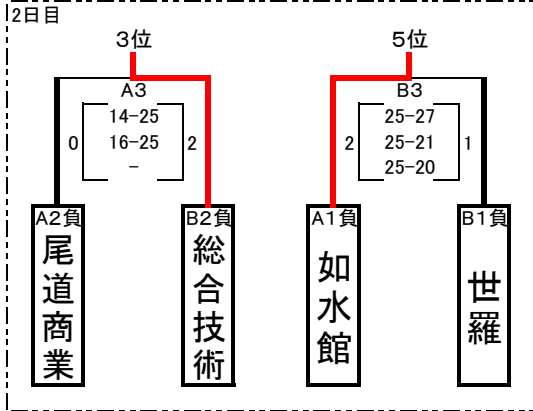 2日目
3位
5位
A3
14-25
0 16-25 2
-
B3
25-27
2 25-21 1
25-20
A2負
尾道商業
B2負
総合技術
A1負
如水館
B1負
世羅